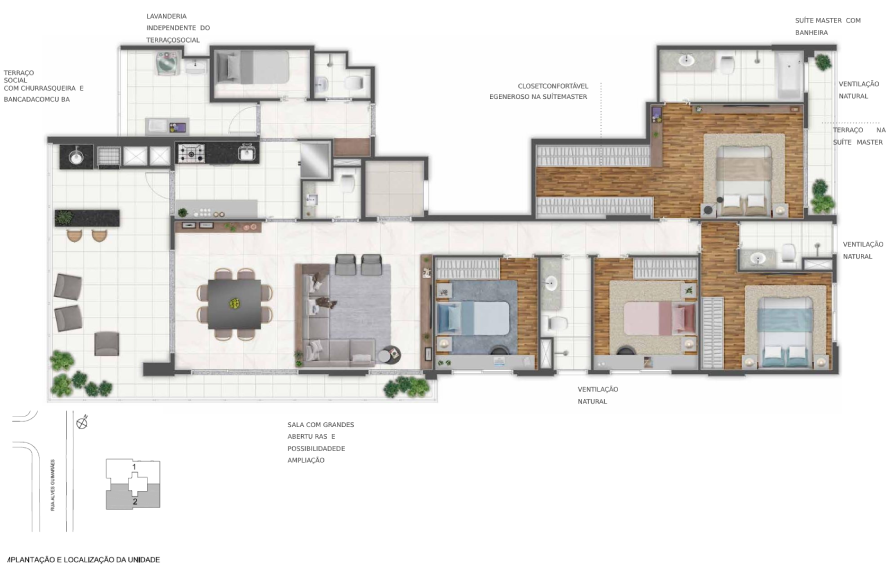 LAVANDERIA
INDEPENDENTE DO
TERRAÇOSOCIAL
SUÍTE MASTER COM
BANHEIRA
TERRAÇO
SOCIAL
COM CHURRASQUEIRA E
BANCADACOMCU BA
CLOSETCONFORTÁVEL
EGENEROSO NA SUÍTEMASTER
VENTILAÇÃO
NATURAL
TERRAÇO NA
SUÍTE MASTER
VENTILAÇÃO
NATURAL
VENTILAÇÃO
NATURAL
SALA COM GRANDES
ABERTU RAS E
POSSIBILIDADEDE
AMPLIAÇÃO
RUA ALVES GUIMARÃES
1
2
MPLANTAÇÃO E LOCALIZAÇÃO DA UNIDADE